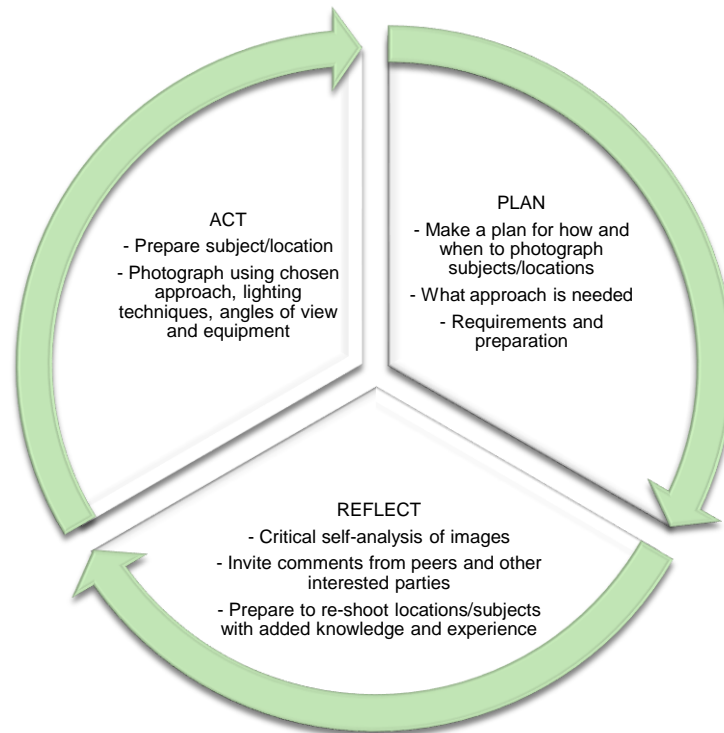 ACT
- Prepare subject/location
- Photograph using chosen
approach, lighting
techniques, angles of view
and equipment
PLAN
- Make a plan for how and
when to photograph
subjects/locations
- What approach is needed
- Requirements and
preparation
REFLECT
- Critical self-analysis of images
- Invite comments from peers and other
interested parties
- Prepare to re-shoot locations/subjects
with added knowledge and experience